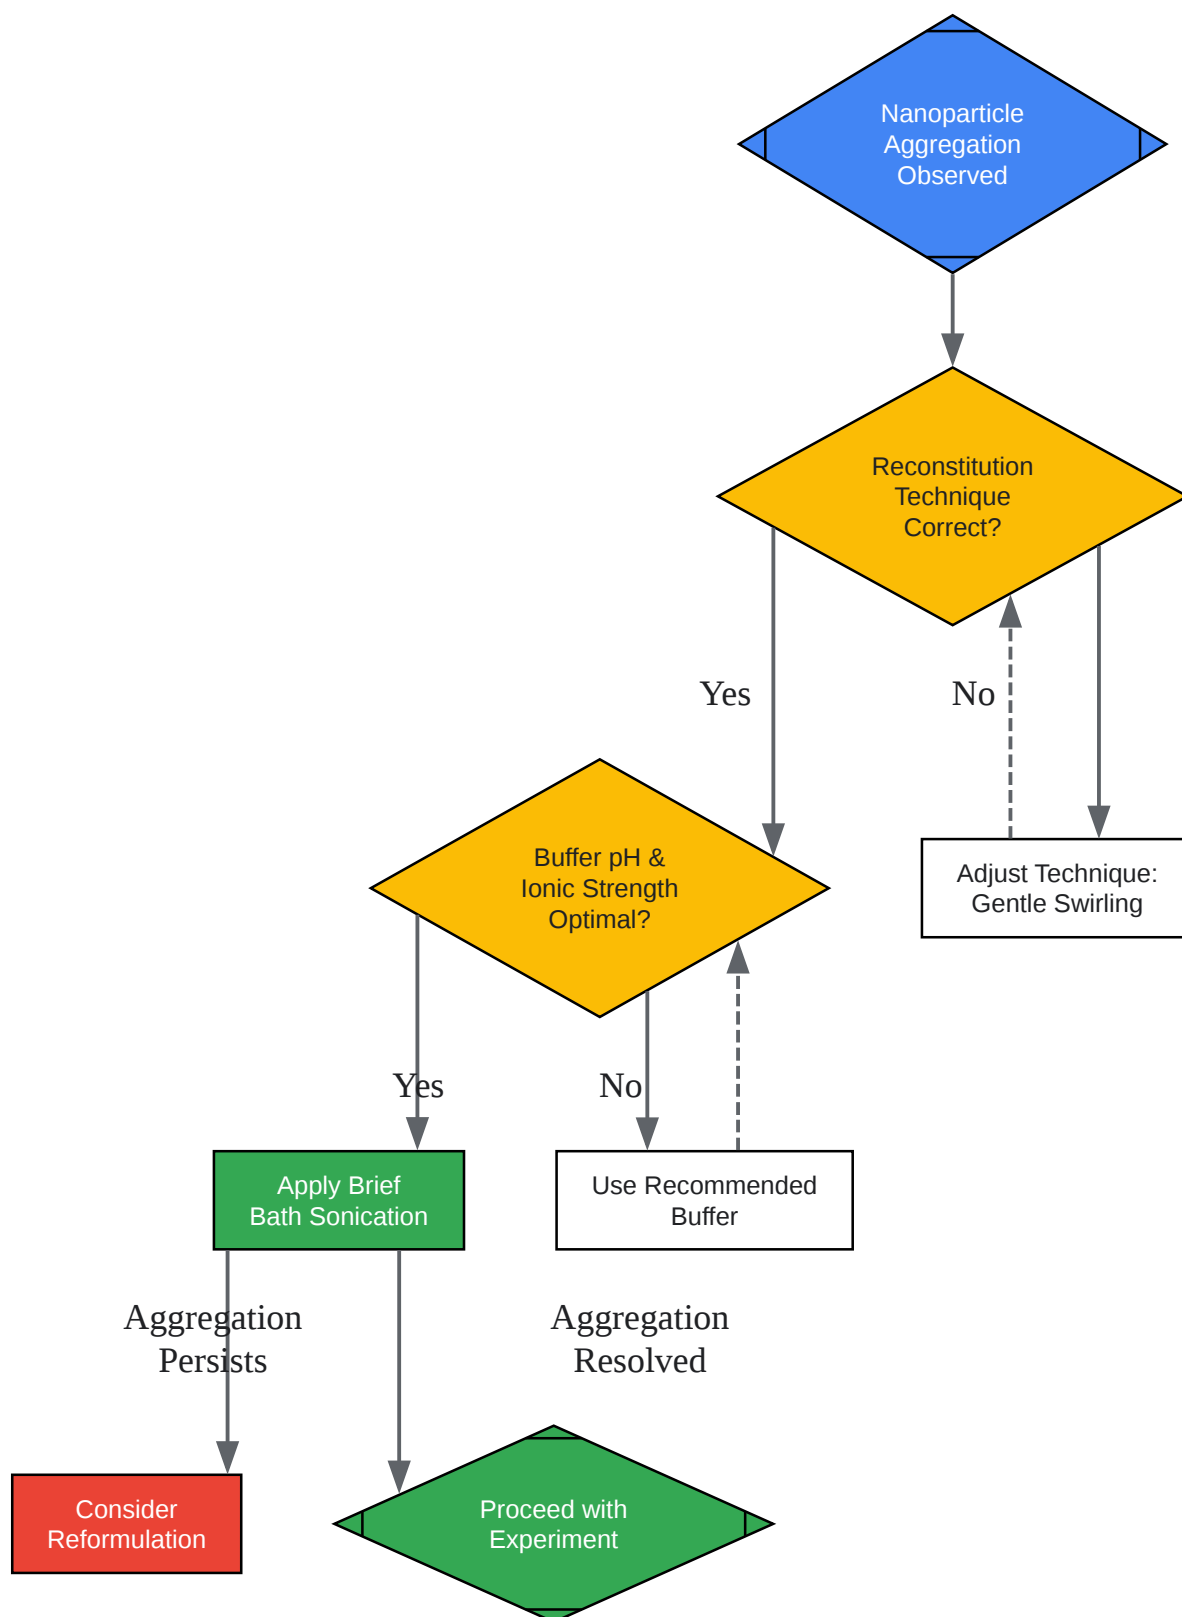 Nanoparticle
Aggregation
Observed
Reconstitution
Technique
Correct?
Yes
No
Buffer pH &
Ionic Strength
Optimal?
Adjust Technique:
Gentle Swirling
Yes
No
Apply Brief
Bath Sonication
Use Recommended
Buffer
Aggregation
Persists
Aggregation
Resolved
Consider
Reformulation
Proceed with
Experiment